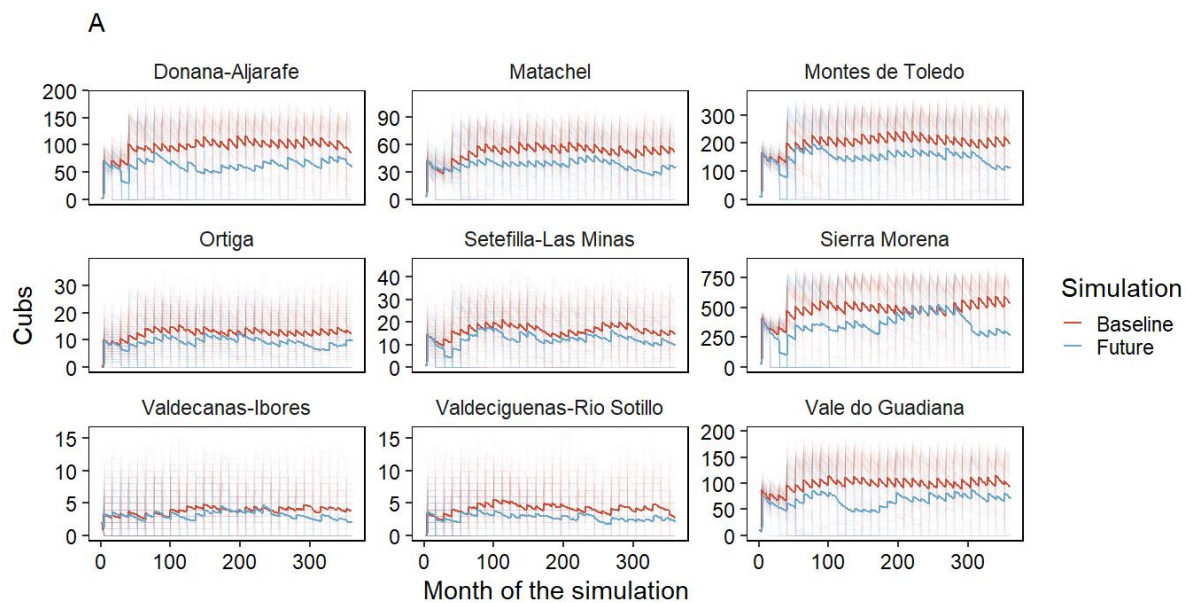 A
Donana-Aljarafe Matachel Montes de Toledo
200 150 100 50 0
90 60 30 0
300 200 100 0
Ortiga Setefilla-Las Minas Sierra Morena
30 20 10 0
40 30 20 10 0
750 500 250 0
Valdecanas-Ibores Valdeciguenas-Rio Sotillo Vale do Guadiana
15 10 5 0
15 10 5 0
200 150 100 50 0
0 100 200 300 0 100 200 300 0 100 200 300
Cubs
Month of the simulation
Simulation
Baseline
Future